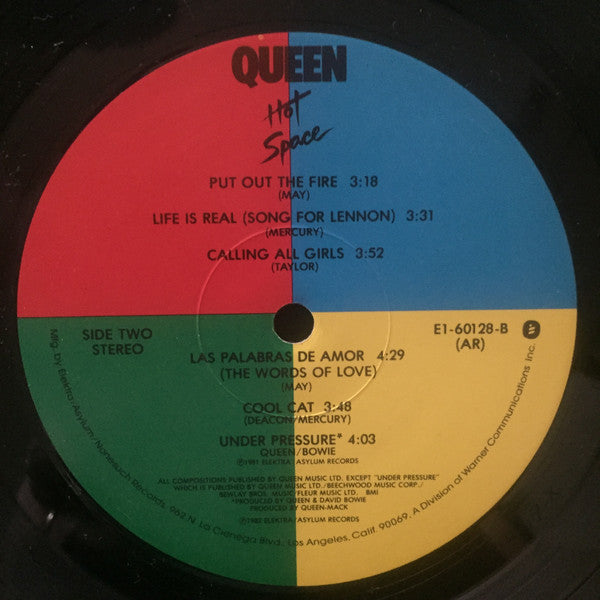 QUEEN
Hot
Space
PUT OUT THE FIRE 3:18
(MAY)
LIFE IS REAL (SONG FOR LENNON) 3:31
(MERCURY)
CALLING ALL GIRLS 3:52
(TAYLOR)
SIDE TWO
STEREO
E1-60128-B
(AR)
LAS PALABRAS DE AMOR 4:29
(THE WORDS OF LOVE)
(MAY)
COOL CAT 3:48
(DEACON/MERCURY)
UNDER PRESSURE* 4:03
QUEEN/BOWIE
Ⓟ1981 ELEKTRA/ASYLUM RECORDS
ALL COMPOSITIONS PUBLISHED BY QUEEN MUSIC LTD. EXCEPT "UNDER PRESSURE"
WHICH IS PUBLISHED BY QUEEN MUSIC LTD./BEECHWOOD MUSIC CORP./
BEWLAY BROS. MUSIC/FLEUR MUSIC LTD. BMI
*PRODUCED BY QUEEN & DAVID BOWIE
PRODUCED BY QUEEN-MACK
Ⓟ1982 ELEKTRA/ASYLUM RECORDS
Mfg. by Elektra/Asylum/Nonesuch Records, 962 N. La Cienega Blvd., Los Angeles, Calif. 90069. A Division of Warner Communications Inc.